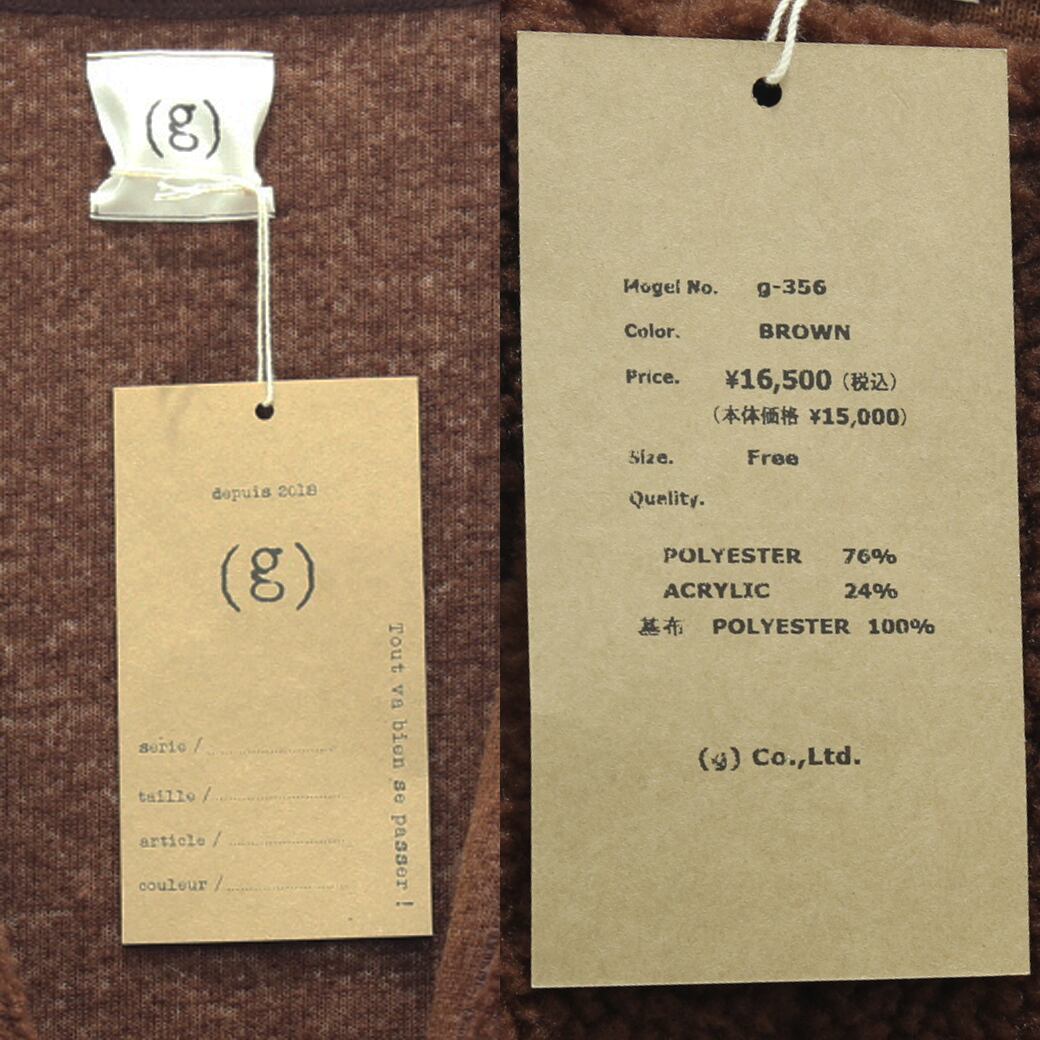 (g)
depuis 2018
(g)
Tout va bien se passer !
série /
taille /
article /
couleur /
Mogel No. g-356
Color. BROWN
Price. ¥16,500（税込）
（本体価格 ¥15,000）
Size. Free
Quality.
POLYESTER 76%
ACRYLIC 24%
基布 POLYESTER 100%
(g) Co.,Ltd.